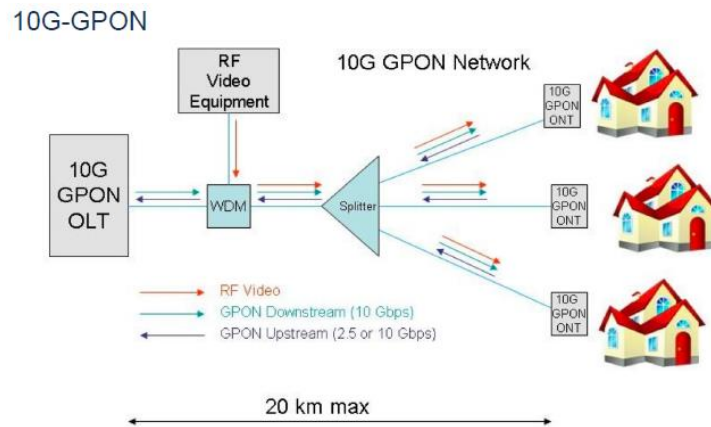 10G-GPON
RF
Video
Equipment
10G GPON Network
10G
GPON
OLT
WDM
Splitter
10G
GPON
ONT
10G
GPON
ONT
10G
GPON
ONT
RF Video
GPON Downstream (10 Gbps)
GPON Upstream (2.5 or 10 Gbps)
20 km max